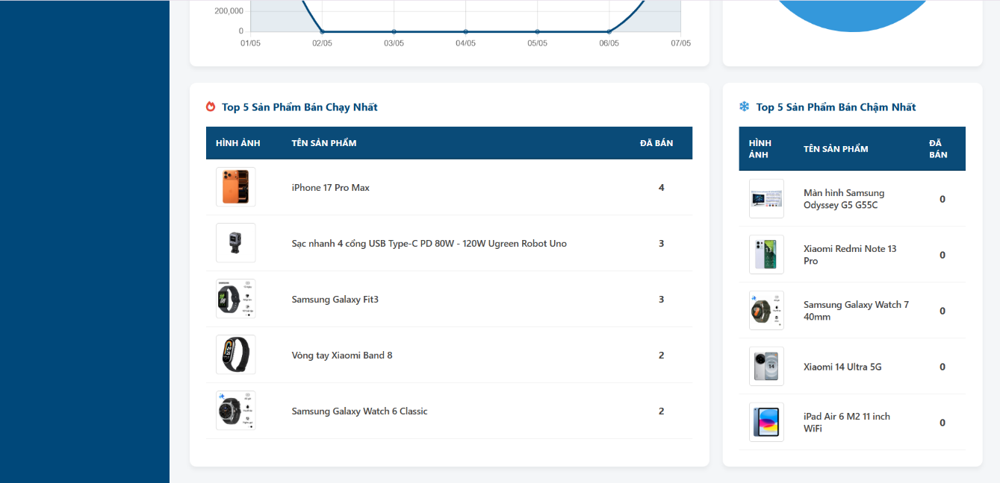 200,000
0
01/05 02/05 03/05 04/05 05/05 06/05 07/05
Top 5 Sản Phẩm Bán Chạy Nhất
HÌNH ẢNH TÊN SẢN PHẨM ĐÃ BÁN
iPhone 17 Pro Max 4
Sạc nhanh 4 cổng USB Type-C PD 80W - 120W Ugreen Robot Uno 3
Samsung Galaxy Fit3 3
Vòng tay Xiaomi Band 8 2
Samsung Galaxy Watch 6 Classic 2
Top 5 Sản Phẩm Bán Chậm Nhất
HÌNH
ẢNH
TÊN SẢN PHẨM
ĐÃ
BÁN
Màn hình Samsung
Odyssey G5 G55C
0
Xiaomi Redmi Note 13
Pro
0
Samsung Galaxy Watch 7
40mm
0
Xiaomi 14 Ultra 5G 0
iPad Air 6 M2 11 inch
WiFi
0